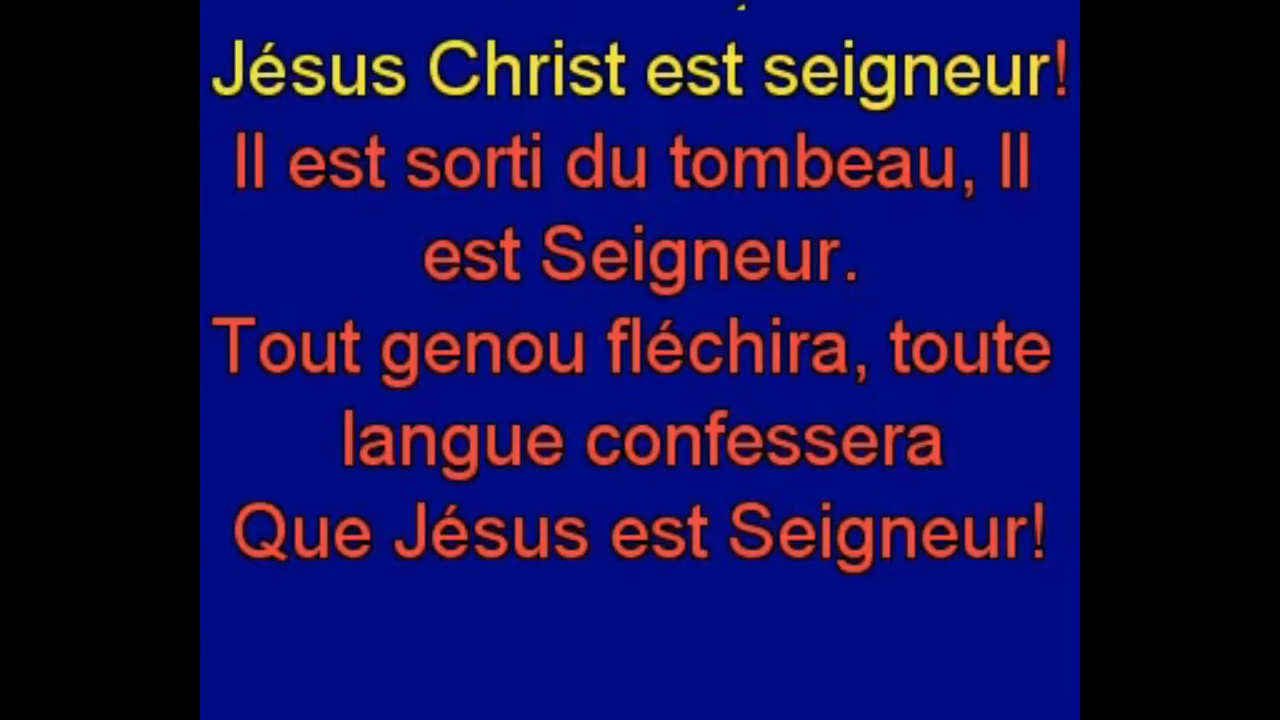 Jésus Christ est seigneur!
Il est sorti du tombeau, Il
est Seigneur.
Tout genou fléchira, toute
langue confessera
Que Jésus est Seigneur!